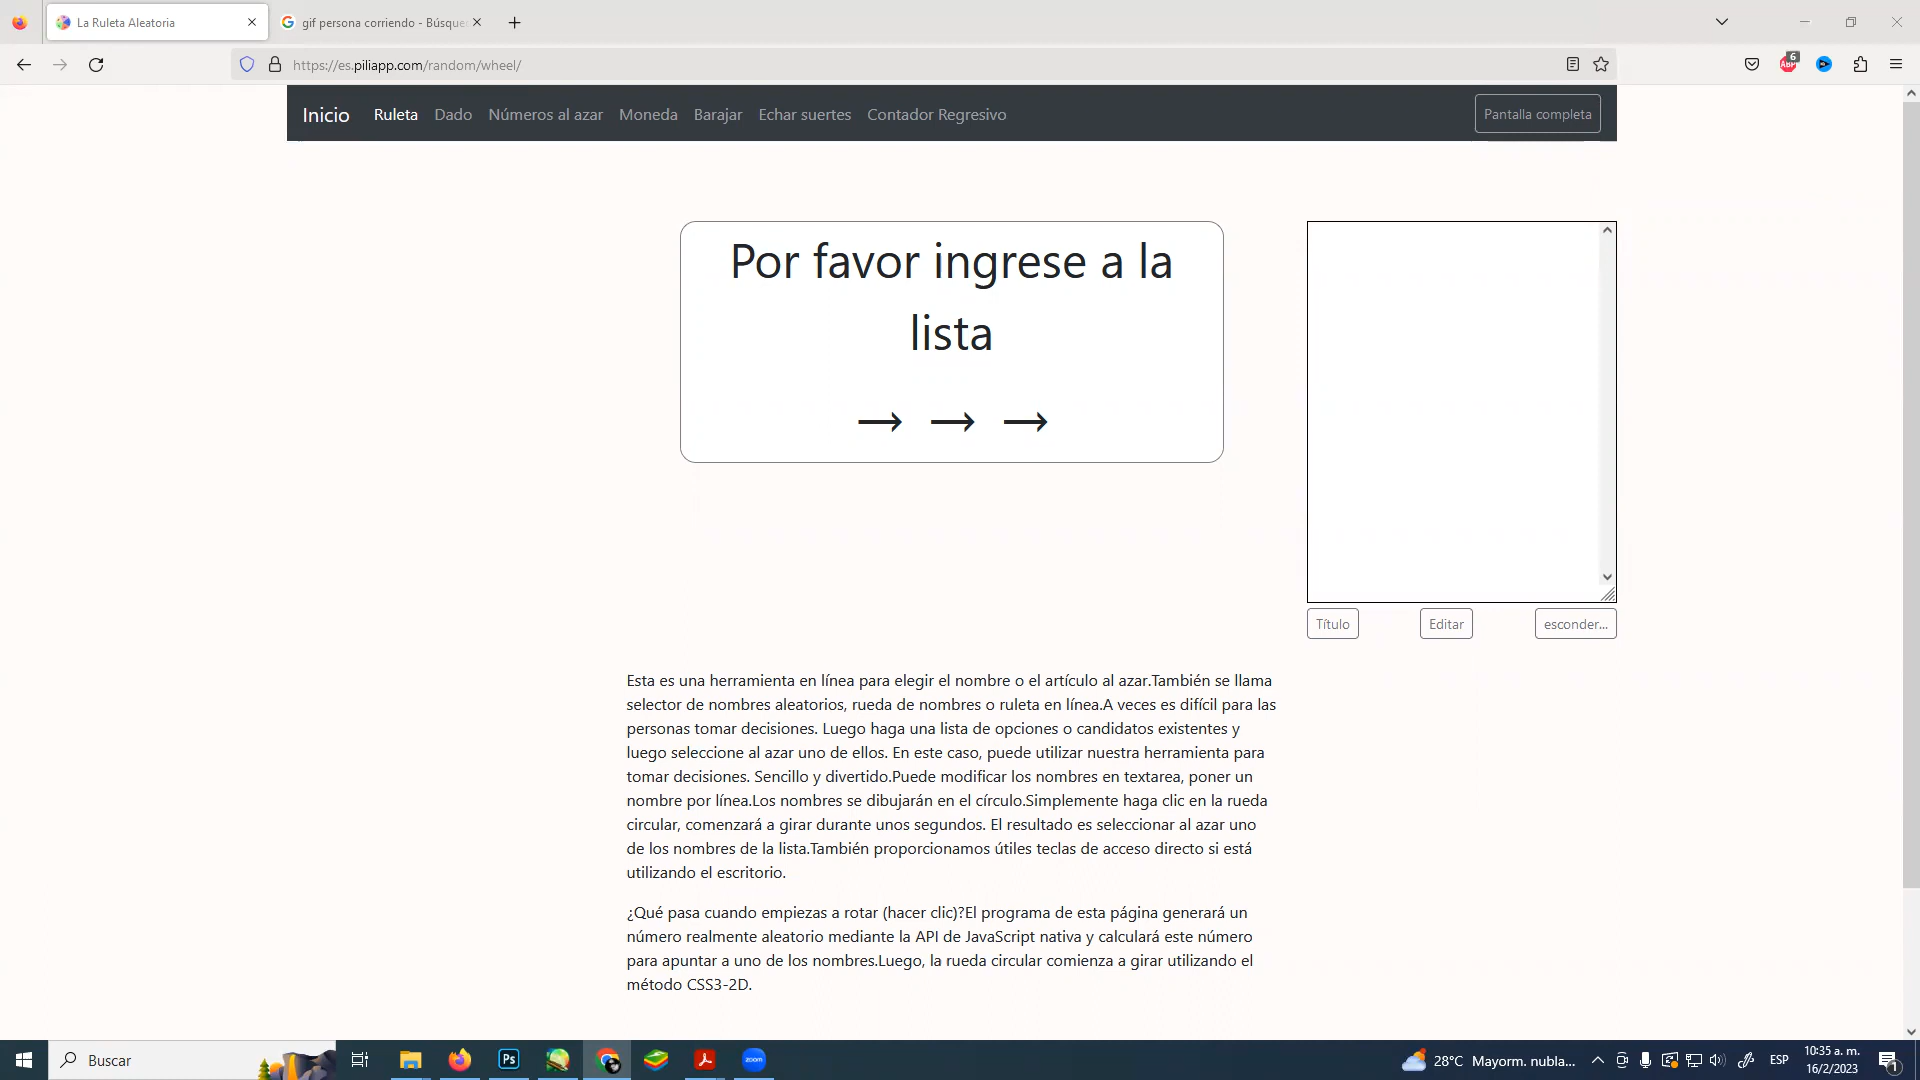 La Ruleta Aleatoria
gif persona corriendo - Búsque
https://es.piliapp.com/random/wheel/
6
ABP
Inicio Ruleta Dado Números al azar Moneda Barajar Echar suertes Contador Regresivo Pantalla completa
Por favor ingrese a la
lista
→ → →
Título Editar esconder...
Esta es una herramienta en línea para elegir el nombre o el artículo al azar.También se llama
selector de nombres aleatorios, rueda de nombres o ruleta en línea.A veces es difícil para las
personas tomar decisiones. Luego haga una lista de opciones o candidatos existentes y
luego seleccione al azar uno de ellos. En este caso, puede utilizar nuestra herramienta para
tomar decisiones. Sencillo y divertido.Puede modificar los nombres en textarea, poner un
nombre por línea.Los nombres se dibujarán en el círculo.Simplemente haga clic en la rueda
circular, comenzará a girar durante unos segundos. El resultado es seleccionar al azar uno
de los nombres de la lista.También proporcionamos útiles teclas de acceso directo si está
utilizando el escritorio.
¿Qué pasa cuando empiezas a rotar (hacer clic)?El programa de esta página generará un
número realmente aleatorio mediante la API de JavaScript nativa y calculará este número
para apuntar a uno de los nombres.Luego, la rueda circular comienza a girar utilizando el
método CSS3-2D.
Buscar
Ps
zoom
28°C Mayorm. nubla...
ESP
10:35 a. m.
16/2/2023
1